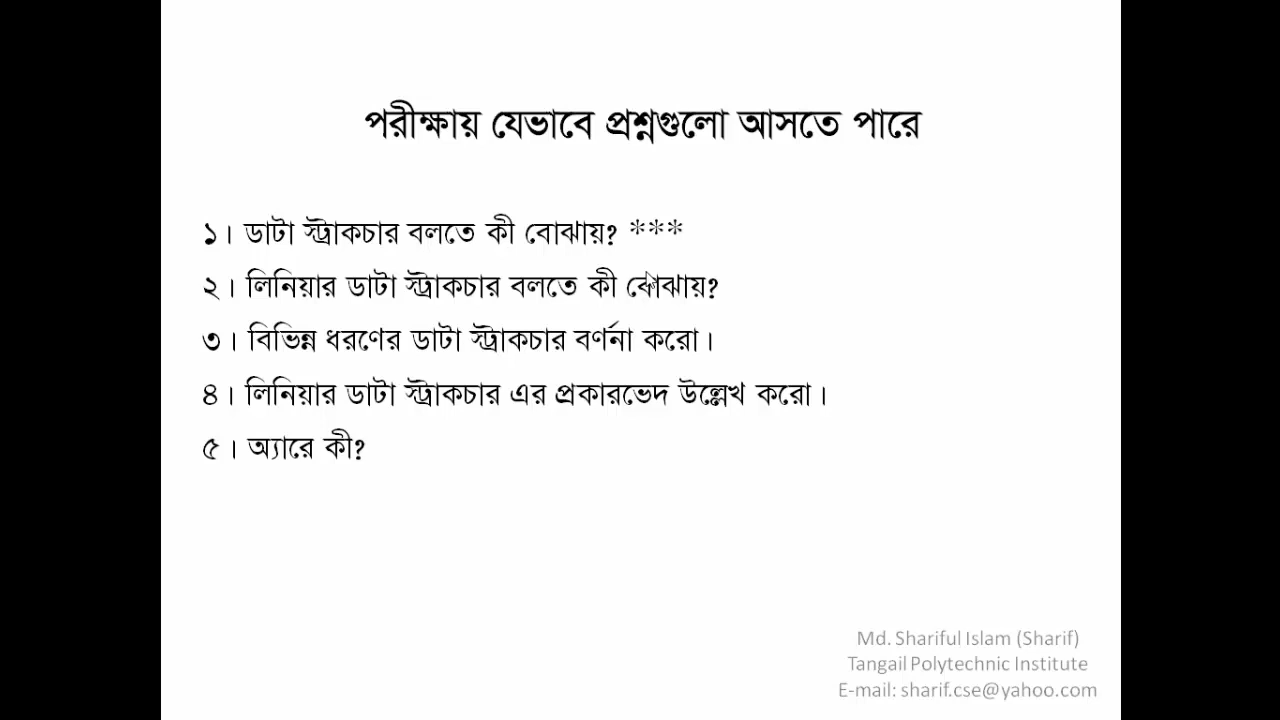 পরীক্ষায় যেভাবে প্রশ্নগুলো আসতে পারে
১। ডাটা স্ট্রাকচার বলতে কী বোঝায়? ***
২। লিনিয়ার ডাটা স্ট্রাকচার বলতে কী বোঝায়?
৩। বিভিন্ন ধরণের ডাটা স্ট্রাকচার বর্ণনা করো।
৪। লিনিয়ার ডাটা স্ট্রাকচার এর প্রকারভেদ উল্লেখ করো।
৫। অ্যারে কী?
Md. Shariful Islam (Sharif)
Tangail Polytechnic Institute
E-mail: sharif.cse@yahoo.com